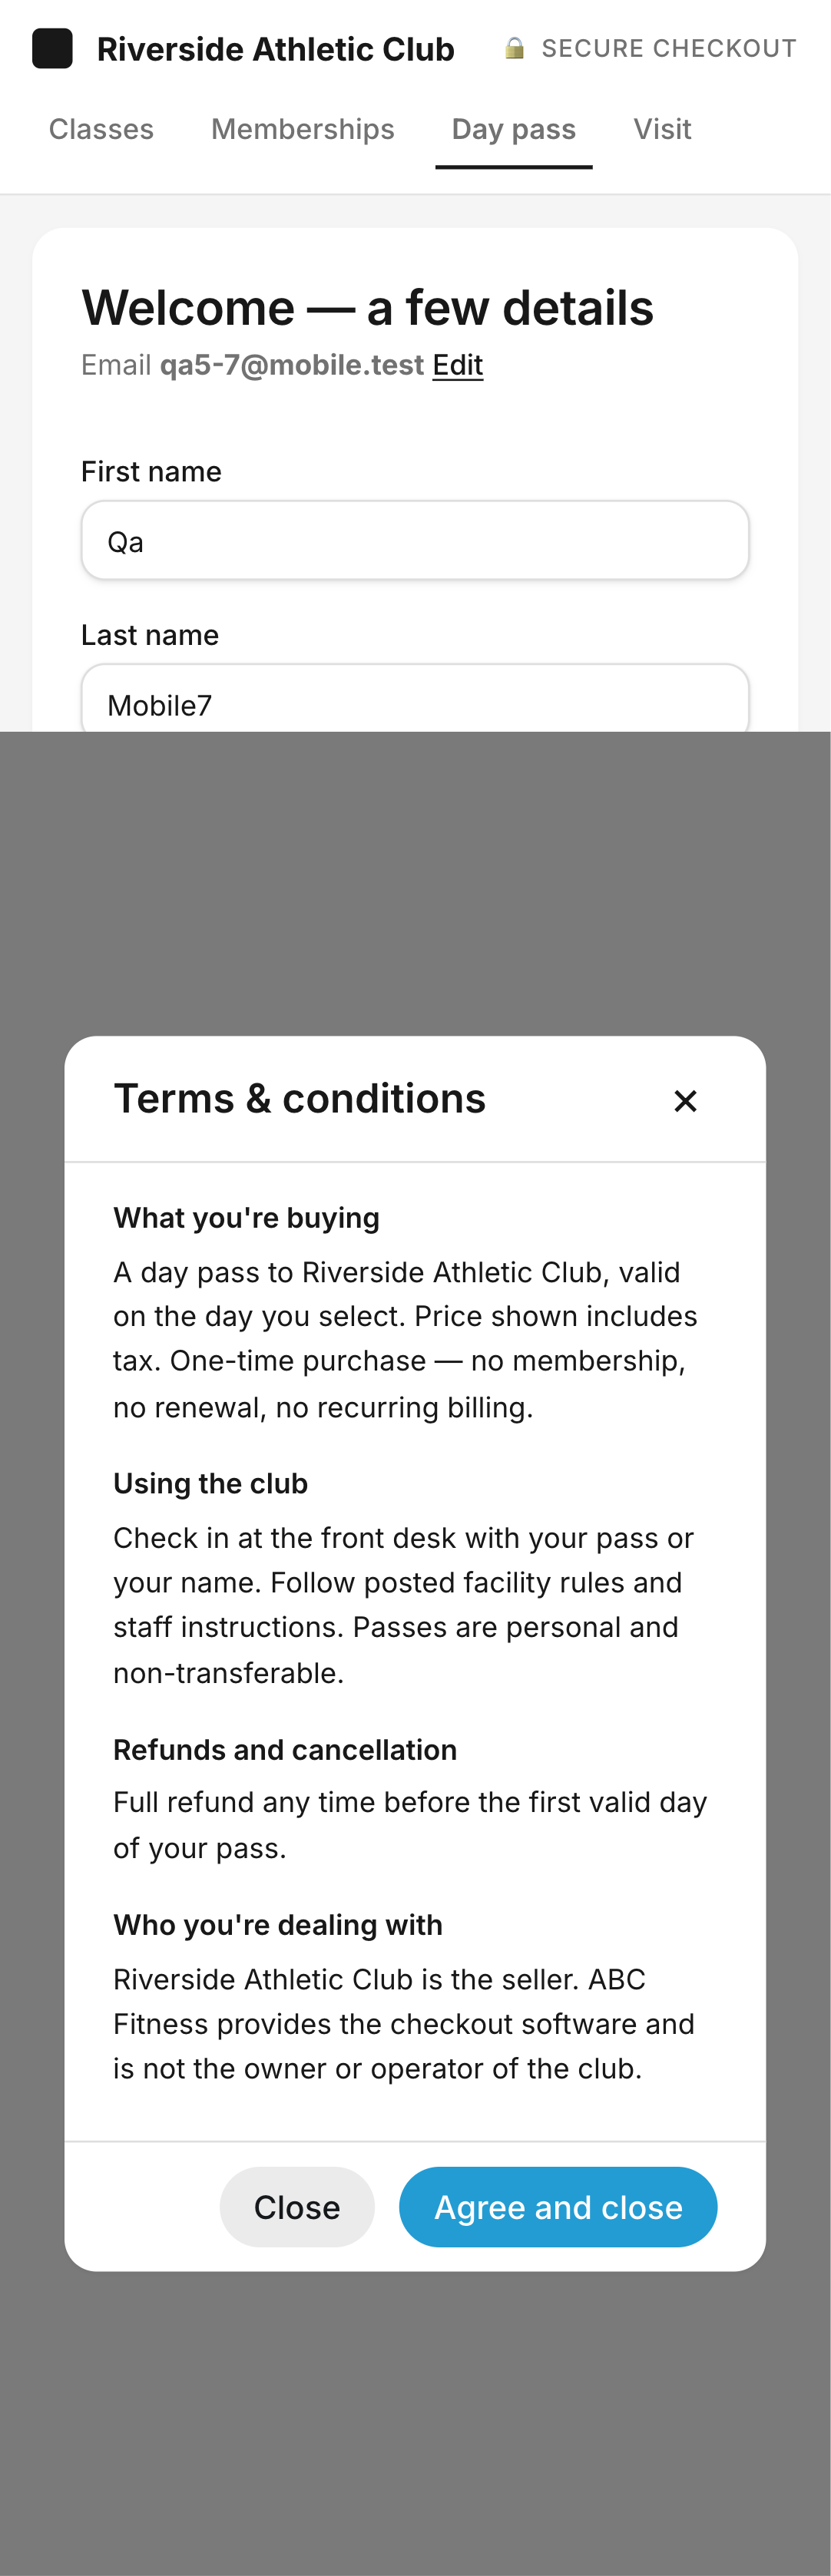 Riverside Athletic Club
🔒 SECURE CHECKOUT
Classes Memberships Day pass Visit
Welcome — a few details
Email qa5-7@mobile.test Edit
First name
Qa
Last name
Mobile7
Terms & conditions
×
What you're buying
A day pass to Riverside Athletic Club, valid
on the day you select. Price shown includes
tax. One-time purchase — no membership,
no renewal, no recurring billing.
Using the club
Check in at the front desk with your pass or
your name. Follow posted facility rules and
staff instructions. Passes are personal and
non-transferable.
Refunds and cancellation
Full refund any time before the first valid day
of your pass.
Who you're dealing with
Riverside Athletic Club is the seller. ABC
Fitness provides the checkout software and
is not the owner or operator of the club.
Close Agree and close